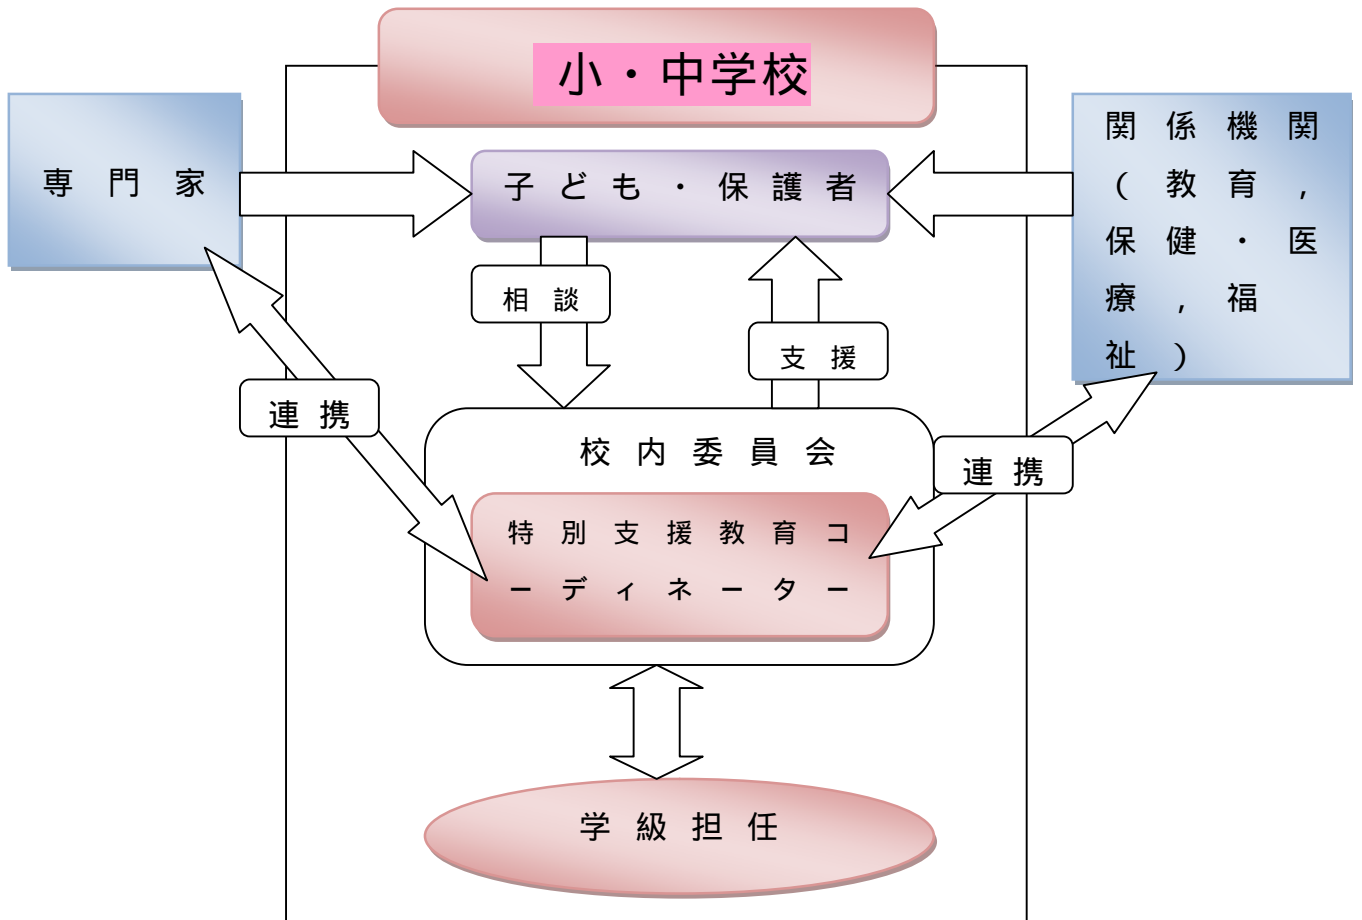 小・中学校
専門家
子ども・保護者
関係機関
(教育,
保健・医
療,福
祉)
相談
支援
連携
連携
校内委員会
特別支援教育コ
ーディネーター
学級担任